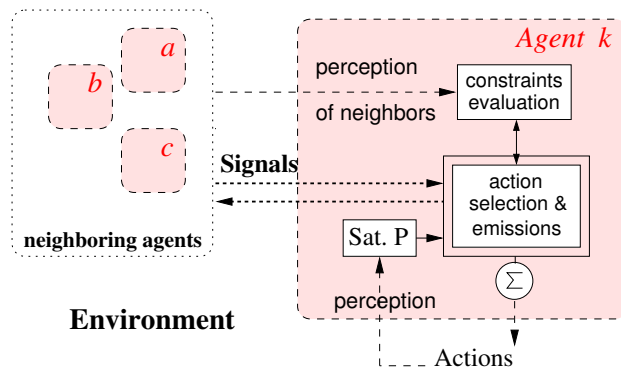 a
b
c
neighboring agents
Environment
Signals
Agent k
perception
of neighbors
constraints
evaluation
action
selection &
emissions
Sat. P
Σ
perception
Actions